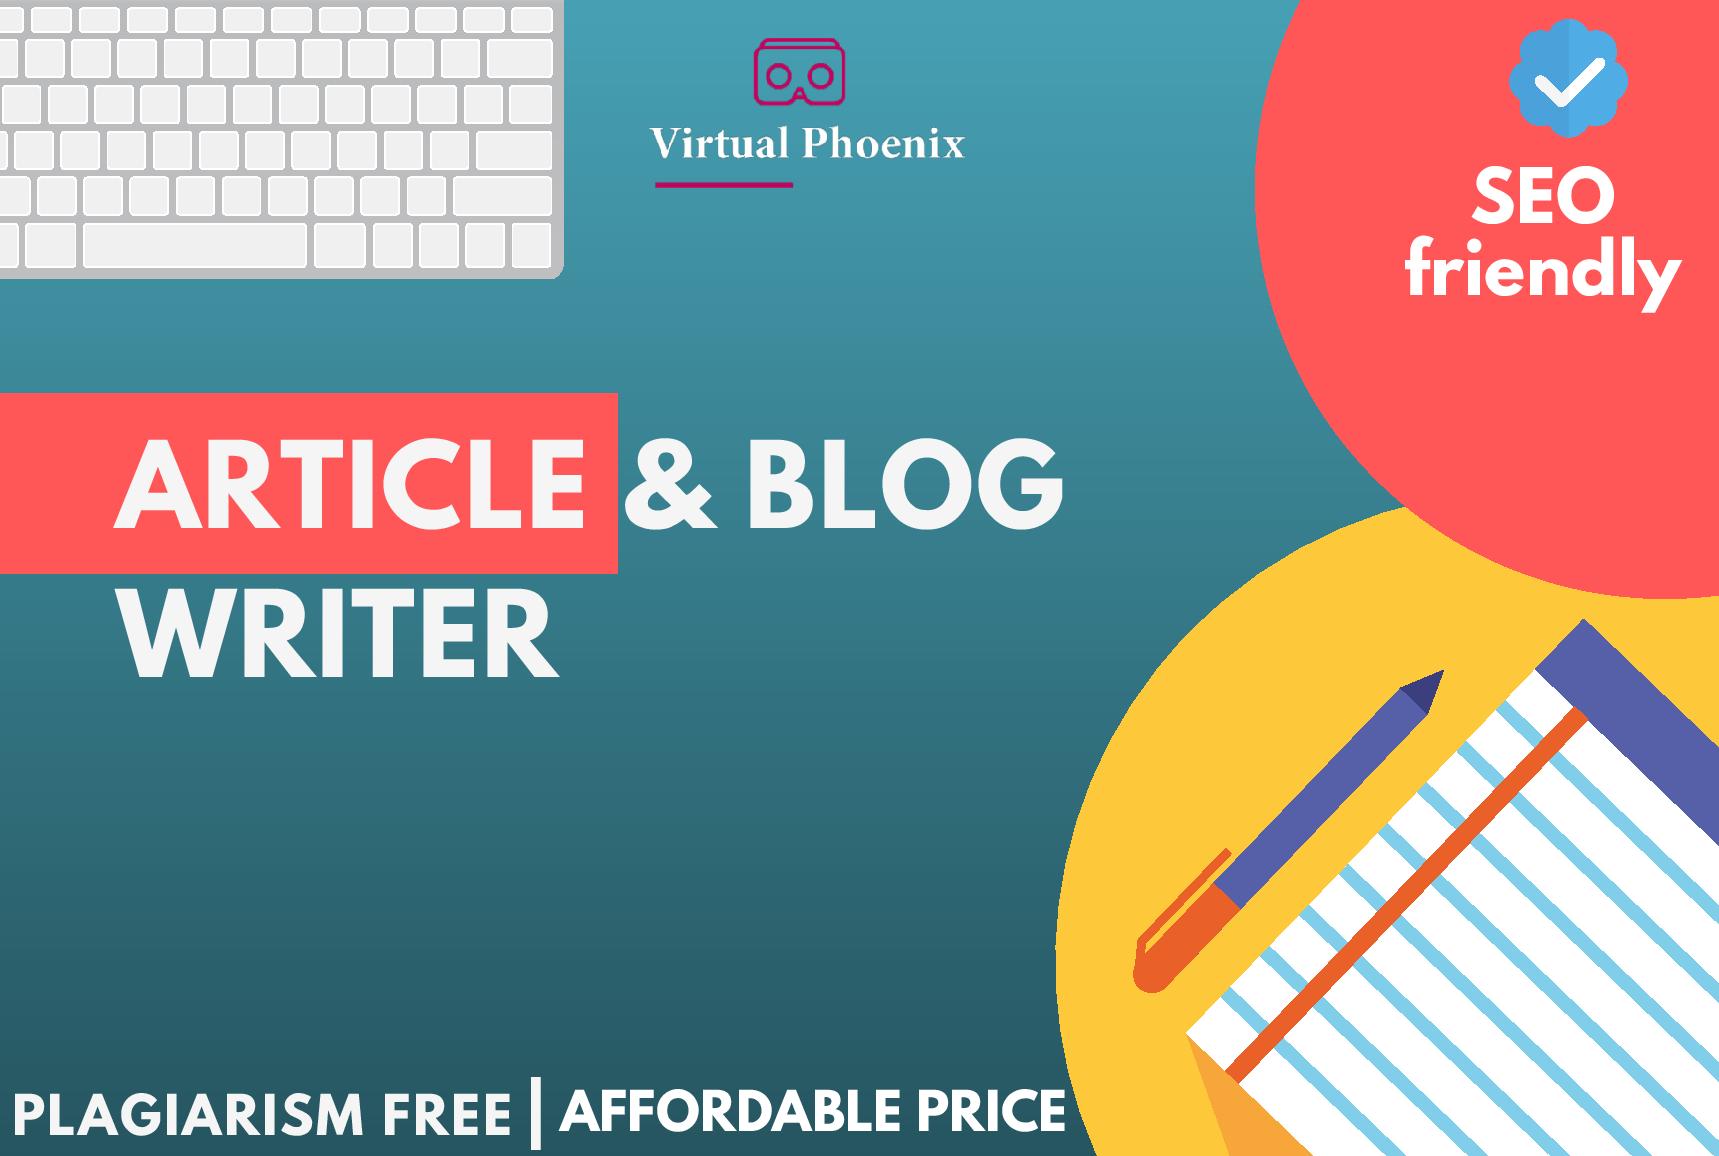 Virtual Phoenix
SEO
friendly
ARTICLE & BLOG
WRITER
PLAGIARISM FREE | AFFORDABLE PRICE